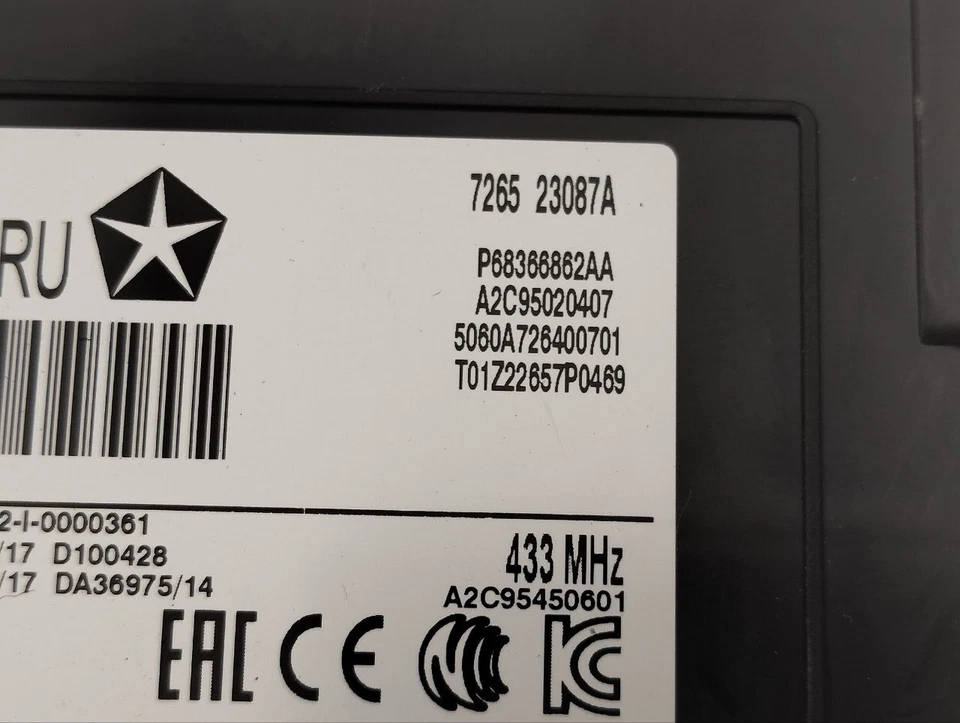 7265 23087A
RU
P68366862AA
A2C95020407
5060A726400701
T01Z22657P0469
2-I-0000361
/17 D100428
/17 DA36975/14
433 MHz
A2C95450601
EAC CE KC